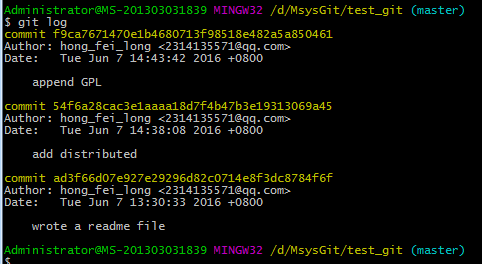 Administrator@MS-201303031839 MINGW32 /d/MsysGit/test_git (master)
$ git log
commit f9ca7671470e1b4680713f98518e482a5a850461
Author: hong_fei_long <2314135571@qq.com>
Date:   Tue Jun 7 14:43:42 2016 +0800
    append GPL
commit 54f6a28cac3e1aaaa18d7f4b47b3e19313069a45
Author: hong_fei_long <2314135571@qq.com>
Date:   Tue Jun 7 14:38:08 2016 +0800
    add distributed
commit ad3f66d07e927e29296d82c0714e8f3dc8784f6f
Author: hong_fei_long <2314135571@qq.com>
Date:   Tue Jun 7 13:30:33 2016 +0800
    wrote a readme file
Administrator@MS-201303031839 MINGW32 /d/MsysGit/test_git (master)
$